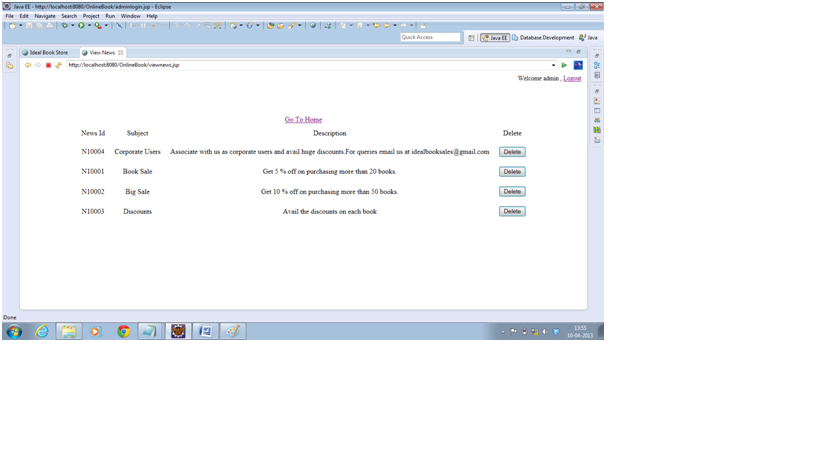 Java EE - http://localhost:8080/OnlineBook/adminlogin.jsp - Eclipse
File Edit Navigate Search Project Run Window Help
Quick Access Java EE Database Development Java
Ideal Book Store View News
http://localhost:8080/OnlineBook/viewnews.jsp
Welcome admin , Logout
Go To Home
News Id Subject Description Delete
N10004 Corporate Users Associate with us as corporate users and avail huge discounts.For queries email us at idealbooksales@gmail.com Delete
N10001 Book Sale Get 5 % off on purchasing more than 20 books. Delete
N10002 Big Sale Get 10 % off on purchasing more than 50 books. Delete
N10003 Discounts Avail the discounts on each book Delete
Done
13:55
10-04-2013